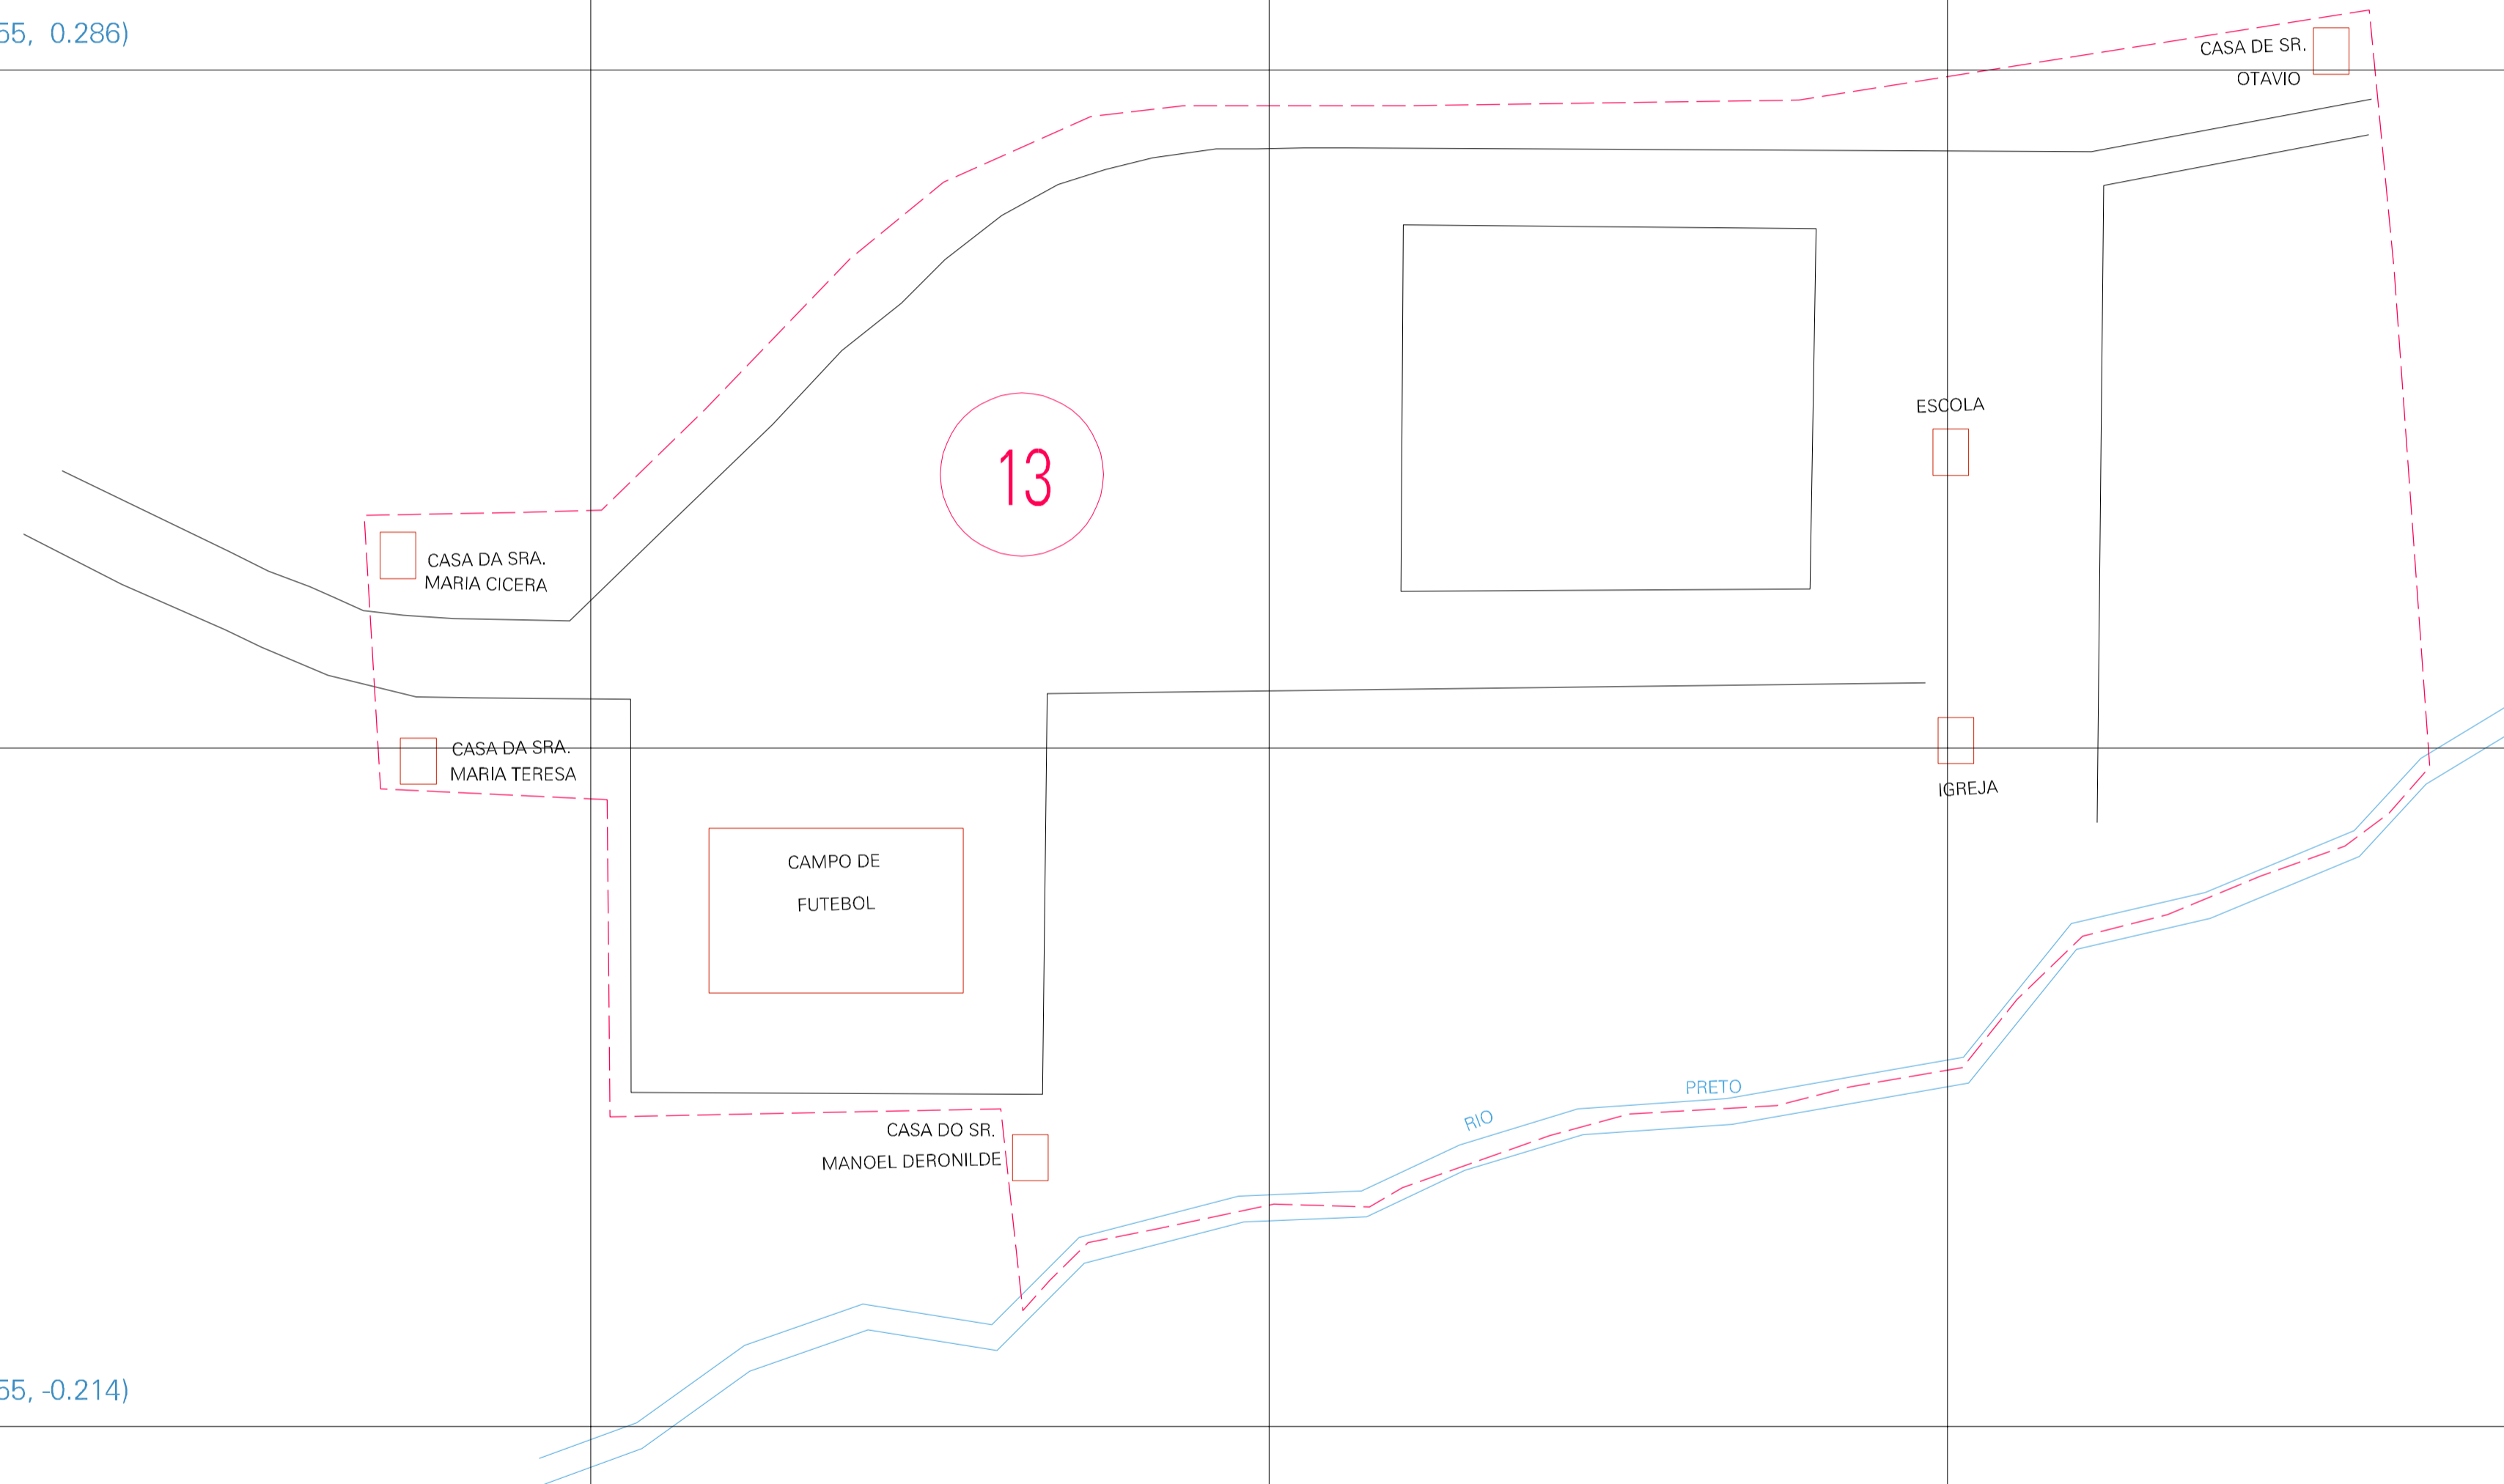 55, 0.286)
CASA DE SR.
OTAVIO
ESCOLA
13
CASA DA SRA.
MARIA CICERA
CASA DA SRA.
MARIA TERESA
IGREJA
CAMPO DE
FUTEBOL
CASA DO SR.
MANOEL DERONILDE
RIO
PRETO
55, -0.214)